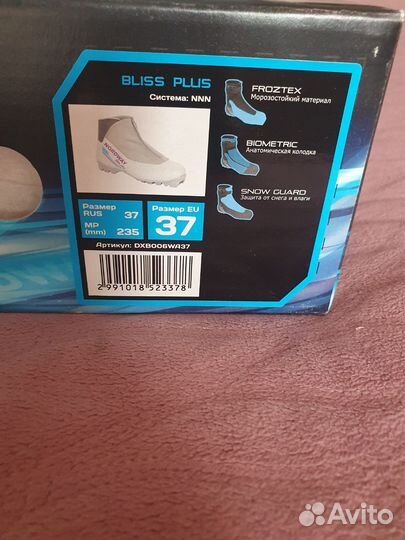 BLISS PLUS
Система: NNN
NORDWAY
FROZTEX
Морозостойкий материал
BIOMETRIC
Анатомическая колодка
SNOW GUARD
Защита от снега и влаги
Размер RUS 37
MP (mm) 235
Размер EU
37
Артикул: DXB006WA37
2 991018 523378
Avito